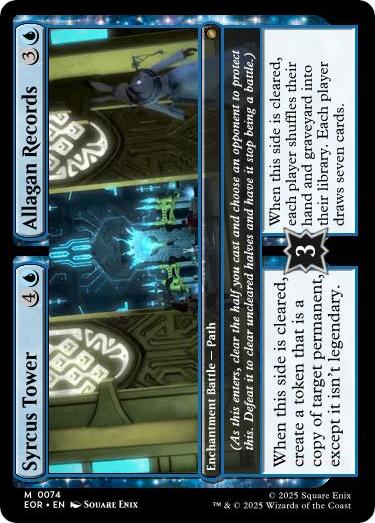 Syrcus Tower 4
Allagan Records 3
Enchantment Battle — Path
(As this enters, clear the half you cast and choose an opponent to protect
this. Defeat it to clear uncleared halves and have it stop being a battle.)
When this side is cleared,
create a token that is a
copy of target permanent,
except it isn't legendary.
3
When this side is cleared,
each player shuffles their
hand and graveyard into
their library. Each player
draws seven cards.
M 0074
EOR • EN SQUARE ENIX
© 2025 Square Enix
™ & © 2025 Wizards of the Coast